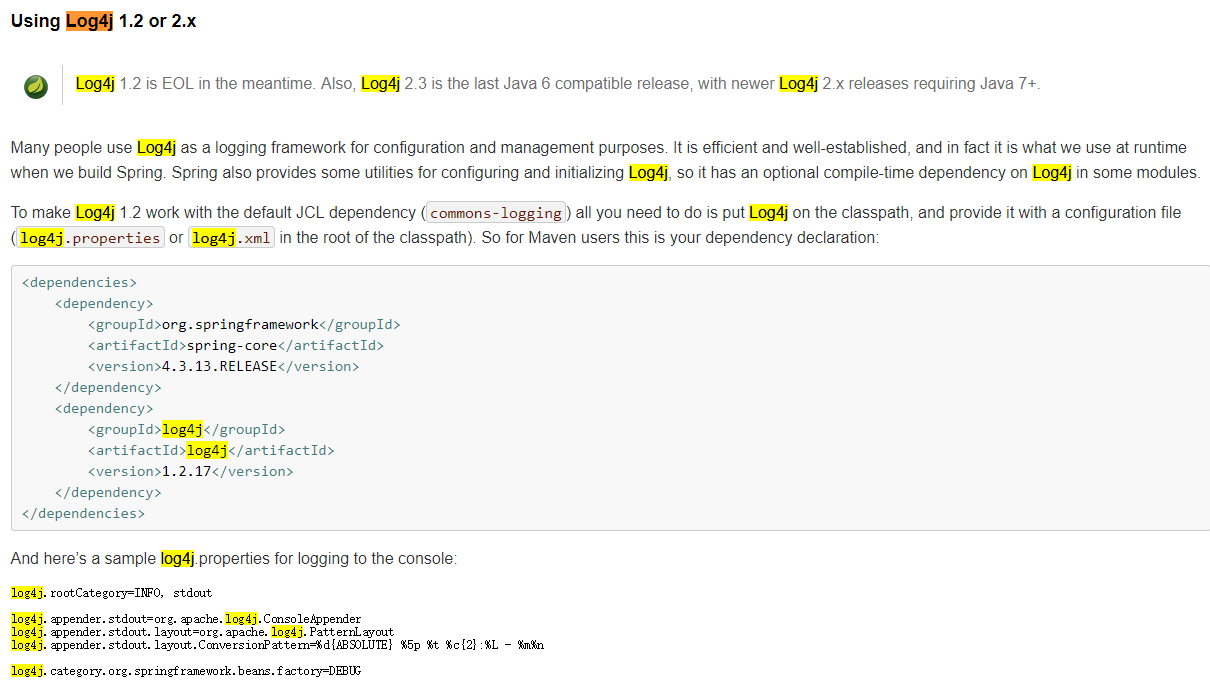 Using Log4j 1.2 or 2.x
Log4j 1.2 is EOL in the meantime. Also, Log4j 2.3 is the last Java 6 compatible release, with newer Log4j 2.x releases requiring Java 7+.
Many people use Log4j as a logging framework for configuration and management purposes. It is efficient and well-established, and in fact it is what we use at runtime
when we build Spring. Spring also provides some utilities for configuring and initializing Log4j, so it has an optional compile-time dependency on Log4j in some modules.
To make Log4j 1.2 work with the default JCL dependency (commons-logging) all you need to do is put Log4j on the classpath, and provide it with a configuration file
(log4j.properties or log4j.xml in the root of the classpath). So for Maven users this is your dependency declaration:
<dependencies>
    <dependency>
        <groupId>org.springframework</groupId>
        <artifactId>spring-core</artifactId>
        <version>4.3.13.RELEASE</version>
    </dependency>
    <dependency>
        <groupId>log4j</groupId>
        <artifactId>log4j</artifactId>
        <version>1.2.17</version>
    </dependency>
</dependencies>
And here's a sample log4j.properties for logging to the console:
log4j.rootCategory=INFO, stdout
log4j.appender.stdout=org.apache.log4j.ConsoleAppender
log4j.appender.stdout.layout=org.apache.log4j.PatternLayout
log4j.appender.stdout.layout.ConversionPattern=%d{ABSOLUTE} %5p %t %c{2}:%L - %m%n
log4j.category.org.springframework.beans.factory=DEBUG